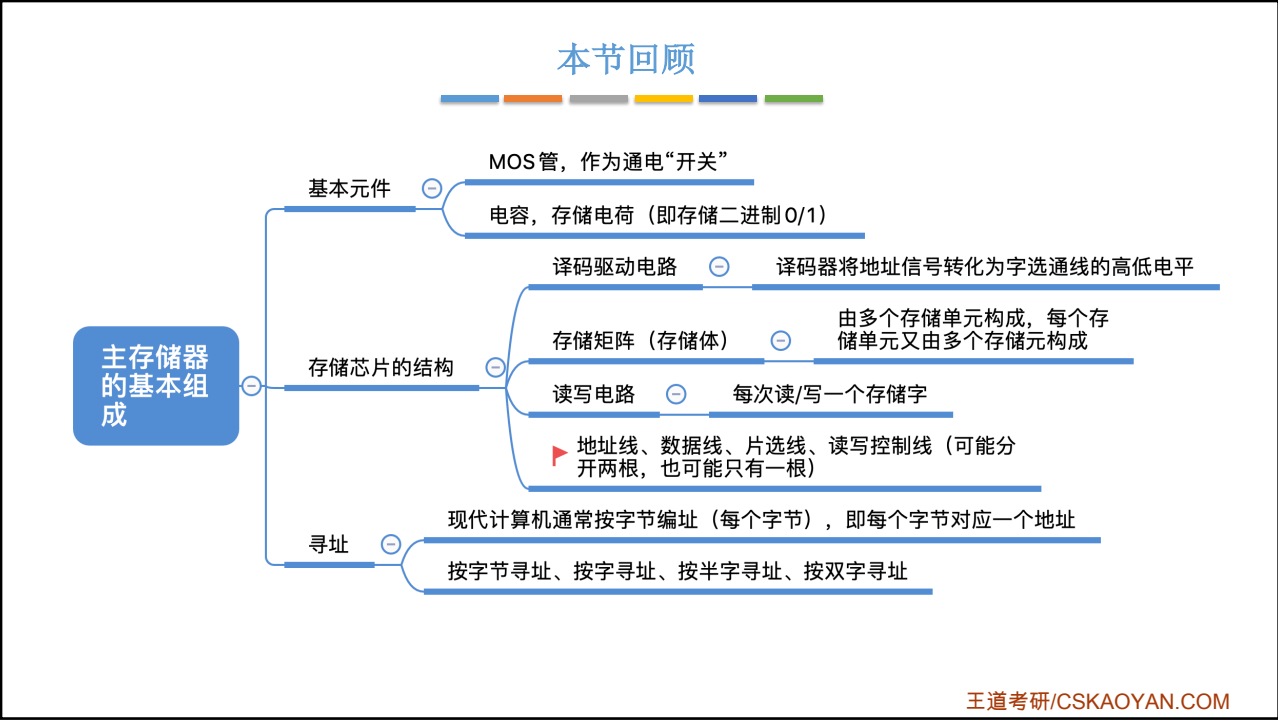 本节回顾
MOS管，作为通电“开关”
基本元件
电容，存储电荷（即存储二进制0/1）
译码驱动电路
译码器将地址信号转化为字选通线的高低电平
主存储器
的基本组
成
存储芯片的结构
存储矩阵（存储体）
由多个存储单元构成，每个存
储单元又由多个存储元构成
读写电路
每次读/写一个存储字
地址线、数据线、片选线、读写控制线（可能分
开两根，也可能只有一根）
寻址
现代计算机通常按字节编址（每个字节），即每个字节对应一个地址
按字节寻址、按字寻址、按半字寻址、按双字寻址
王道考研/CSKAOYAN.COM